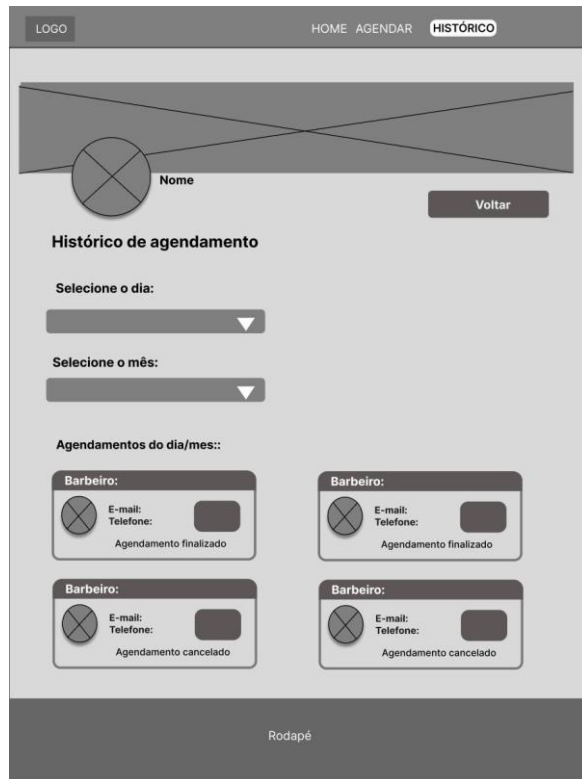 LOGO HOME AGENDAR HISTÓRICO
Nome
Voltar
Histórico de agendamento
Selecione o dia:
Selecione o mês:
Agendamentos do dia/mes::
Barbeiro:
E-mail:
Telefone:
Agendamento finalizado
Barbeiro:
E-mail:
Telefone:
Agendamento finalizado
Barbeiro:
E-mail:
Telefone:
Agendamento cancelado
Barbeiro:
E-mail:
Telefone:
Agendamento cancelado
Rodapé